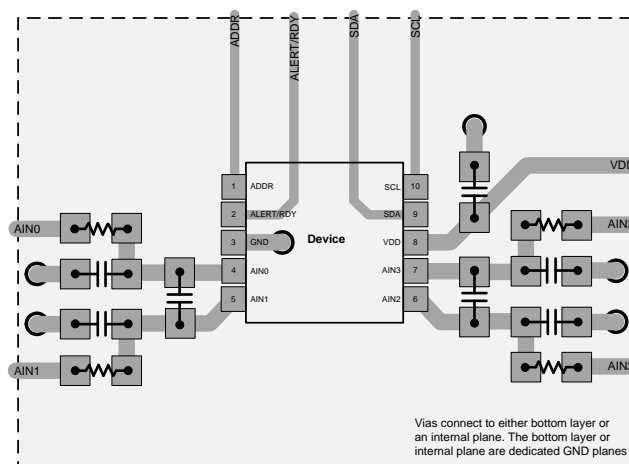 ADDR
ALERT/RDY
SDA
SCL
VDD
1 ADDR
SCL 10
2 ALERT/RDY
SDA 9
3 GND
Device
VDD 8
4 AIN0
AIN3 7
5 AIN1
AIN2 6
AIN0
AIN3
AIN1
AIN2
Vias connect to either bottom layer or
an internal plane. The bottom layer or
internal plane are dedicated GND planes